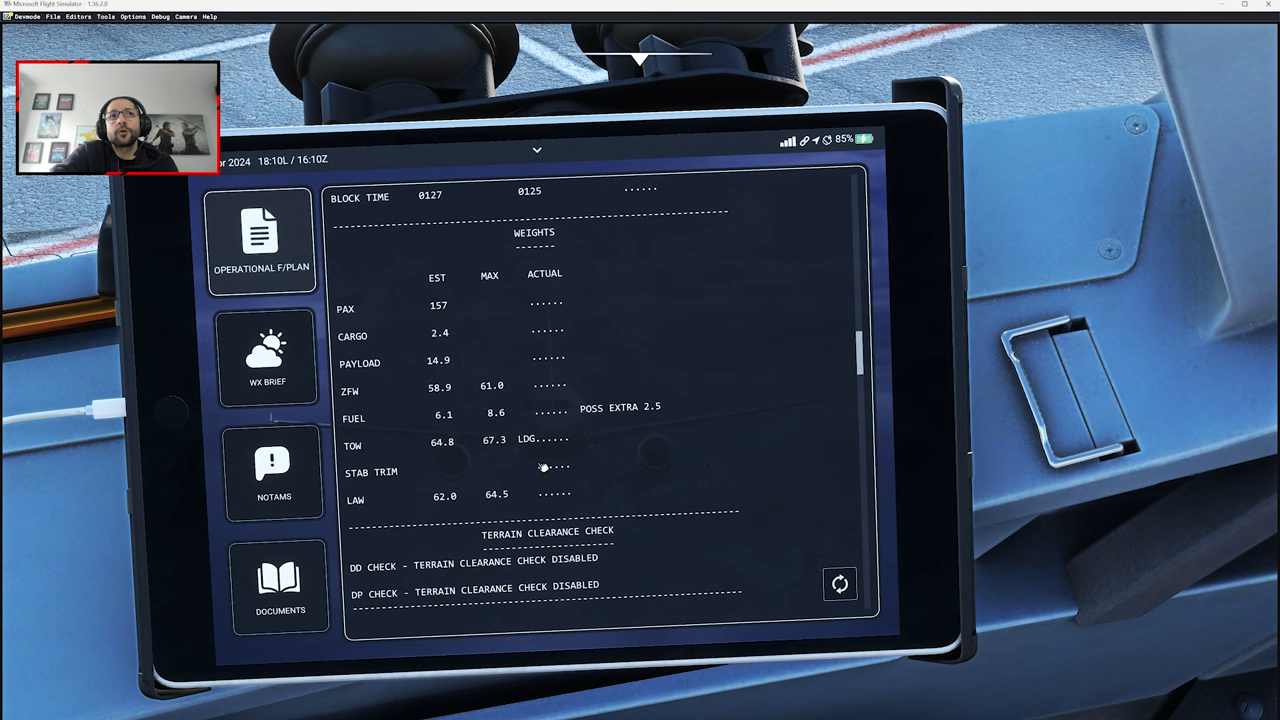 Microsoft Flight Simulator - 1.36.2.0
Devmode File Editors Tools Options Debug Camera Help
2024 18:10L / 16:10Z
85%
BLOCK TIME 0127 0125 ......
WEIGHTS
EST MAX ACTUAL
PAX 157 ......
CARGO 2.4 ......
PAYLOAD 14.9 ......
ZFW 58.9 61.0 ......
FUEL 6.1 8.6 ...... POSS EXTRA 2.5
TOW 64.8 67.3 LDG......
STAB TRIM ......
LAW 62.0 64.5 ......
TERRAIN CLEARANCE CHECK
DD CHECK - TERRAIN CLEARANCE CHECK DISABLED
DP CHECK - TERRAIN CLEARANCE CHECK DISABLED
OPERATIONAL F/PLAN
WX BRIEF
NOTAMS
DOCUMENTS